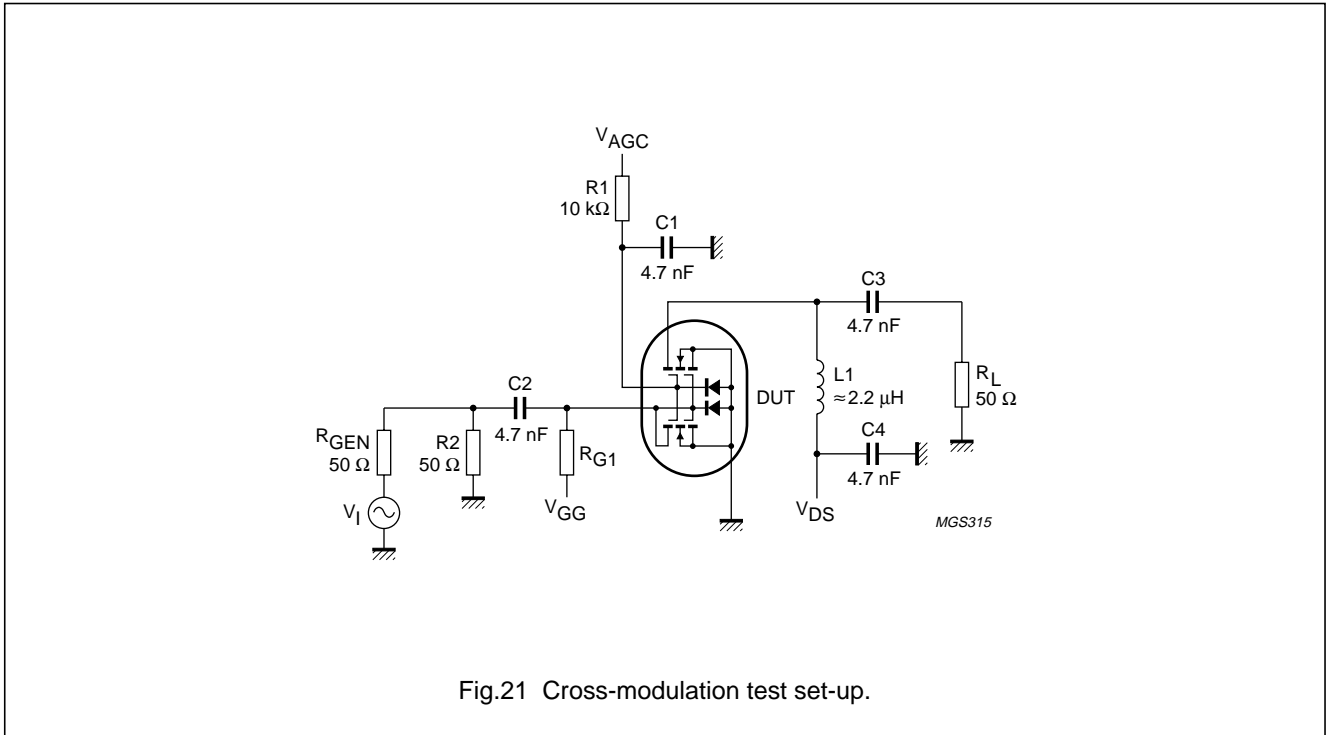 VAGC
R1
10 kΩ
C1
4.7 nF
C3
4.7 nF
L1
≈2.2 μH
RL
50 Ω
DUT
C2
4.7 nF
C4
4.7 nF
RGEN
50 Ω
R2
50 Ω
RG1
VI
VGG
VDS
MGS315
Fig.21 Cross-modulation test set-up.